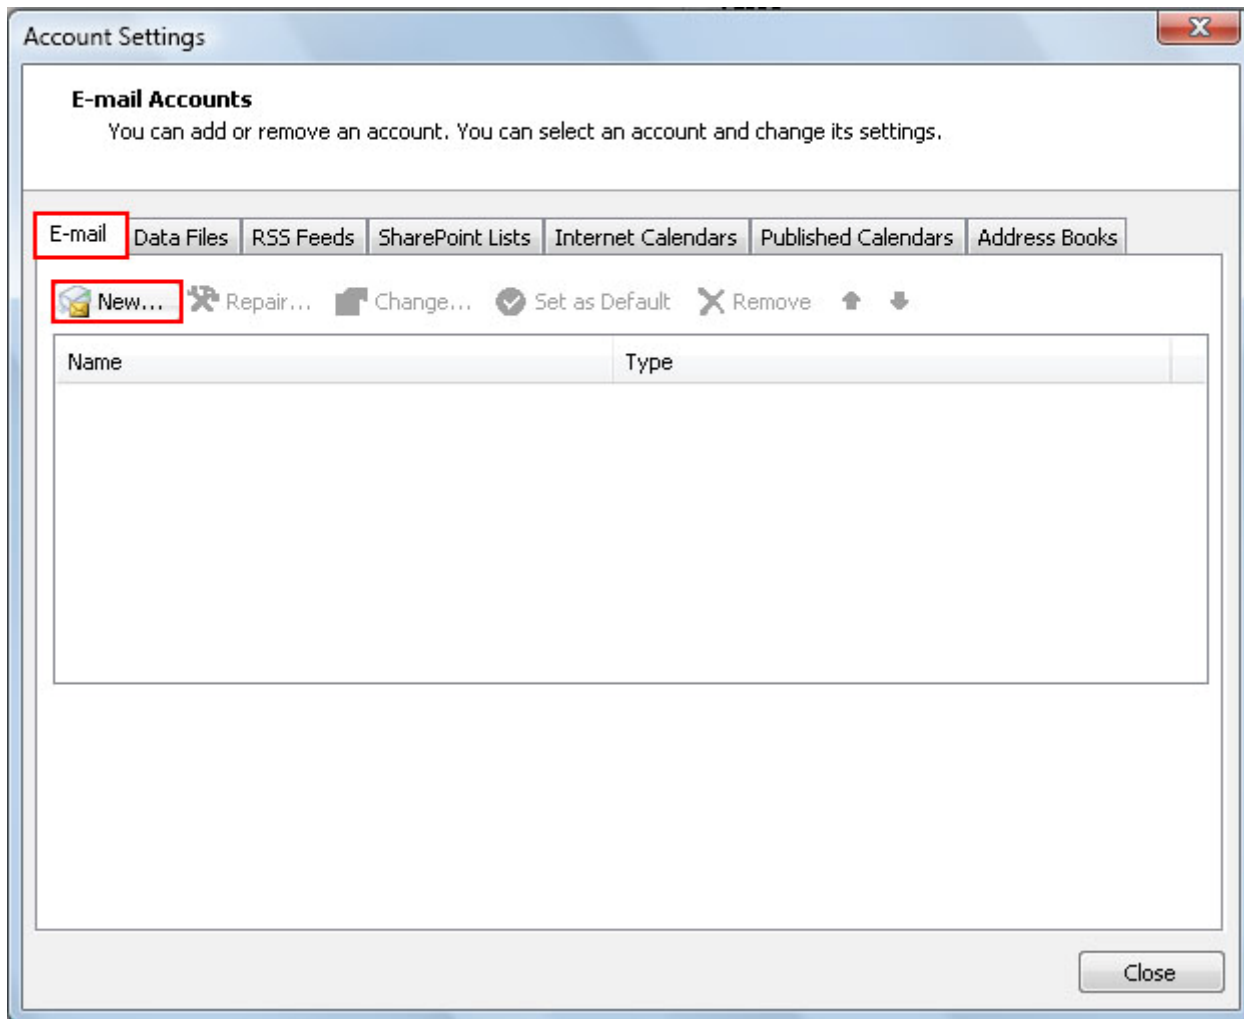 Account Settings
E-mail Accounts
You can add or remove an account. You can select an account and change its settings.
E-mail Data Files RSS Feeds SharePoint Lists Internet Calendars Published Calendars Address Books
New... Repair... Change... Set as Default Remove
Name Type
Close